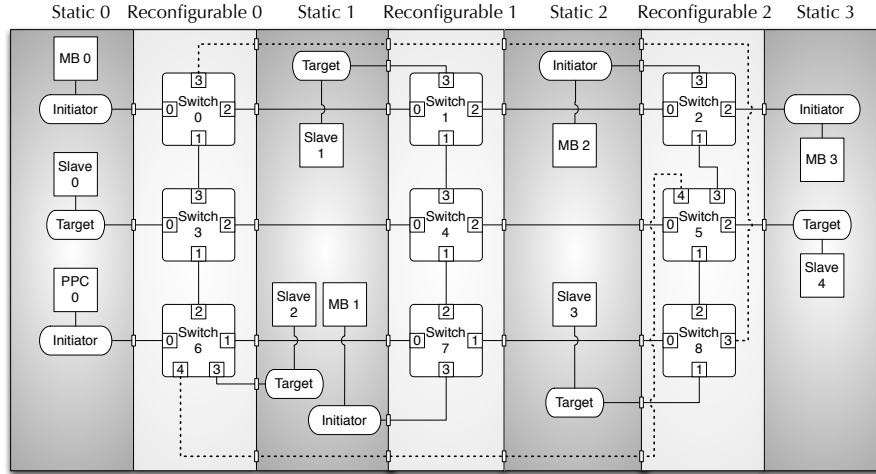 Static 0 Reconfigurable 0 Static 1 Reconfigurable 1 Static 2 Reconfigurable 2 Static 3
MB 0
Target
Initiator
3
3
3
Initiator
0 Switch 2
0
0 Switch 2
1
0 Switch 2
2
Initiator
1
1
1
Slave
1
MB 2
MB 3
Slave
0
Target
3
3
4 3
0 Switch 2
3
0 Switch 2
4
0 Switch 2
5
Target
1
1
1
Slave
4
PPC
0
Slave
2
MB 1
Slave
3
Initiator
2
2
2
0 Switch 1
6
0 Switch 1
7
0 Switch 3
8
4 3
3
1
Target
Initiator
Target